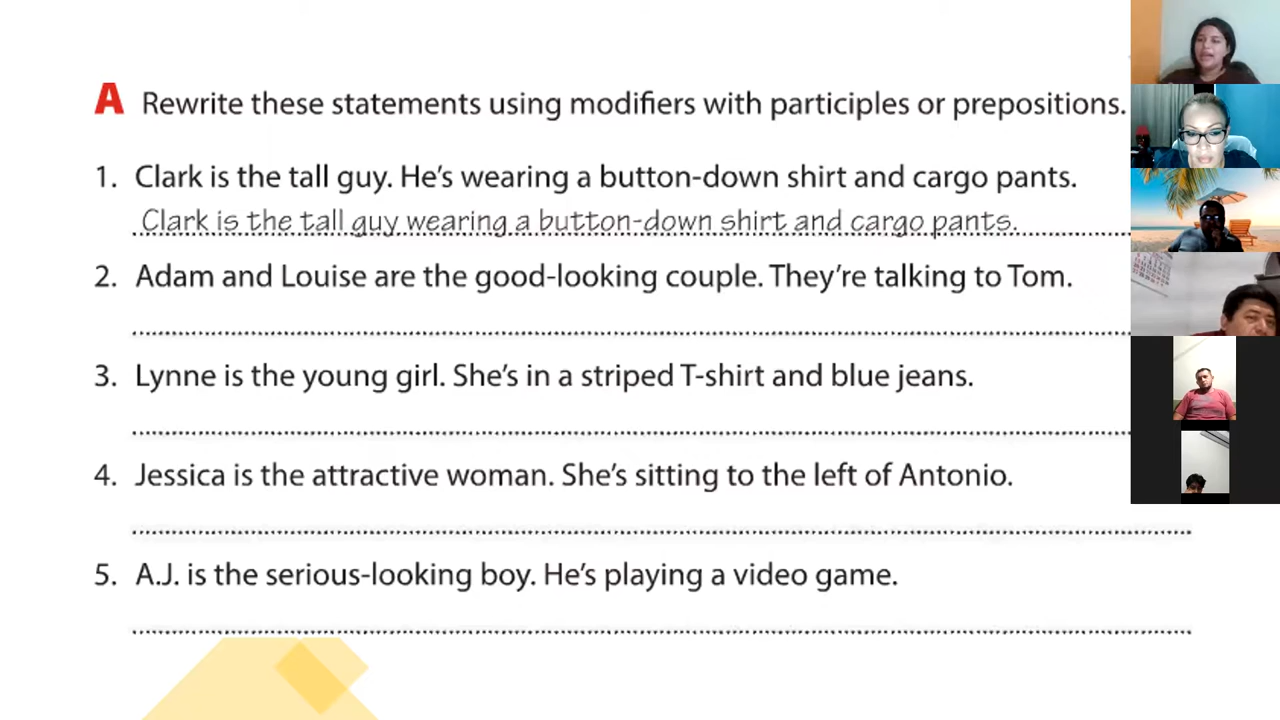 A Rewrite these statements using modifiers with participles or prepositions.
1. Clark is the tall guy. He's wearing a button-down shirt and cargo pants.
Clark is the tall guy wearing a button-down shirt and cargo pants.
2. Adam and Louise are the good-looking couple. They're talking to Tom.
3. Lynne is the young girl. She's in a striped T-shirt and blue jeans.
4. Jessica is the attractive woman. She's sitting to the left of Antonio.
5. A.J. is the serious-looking boy. He's playing a video game.